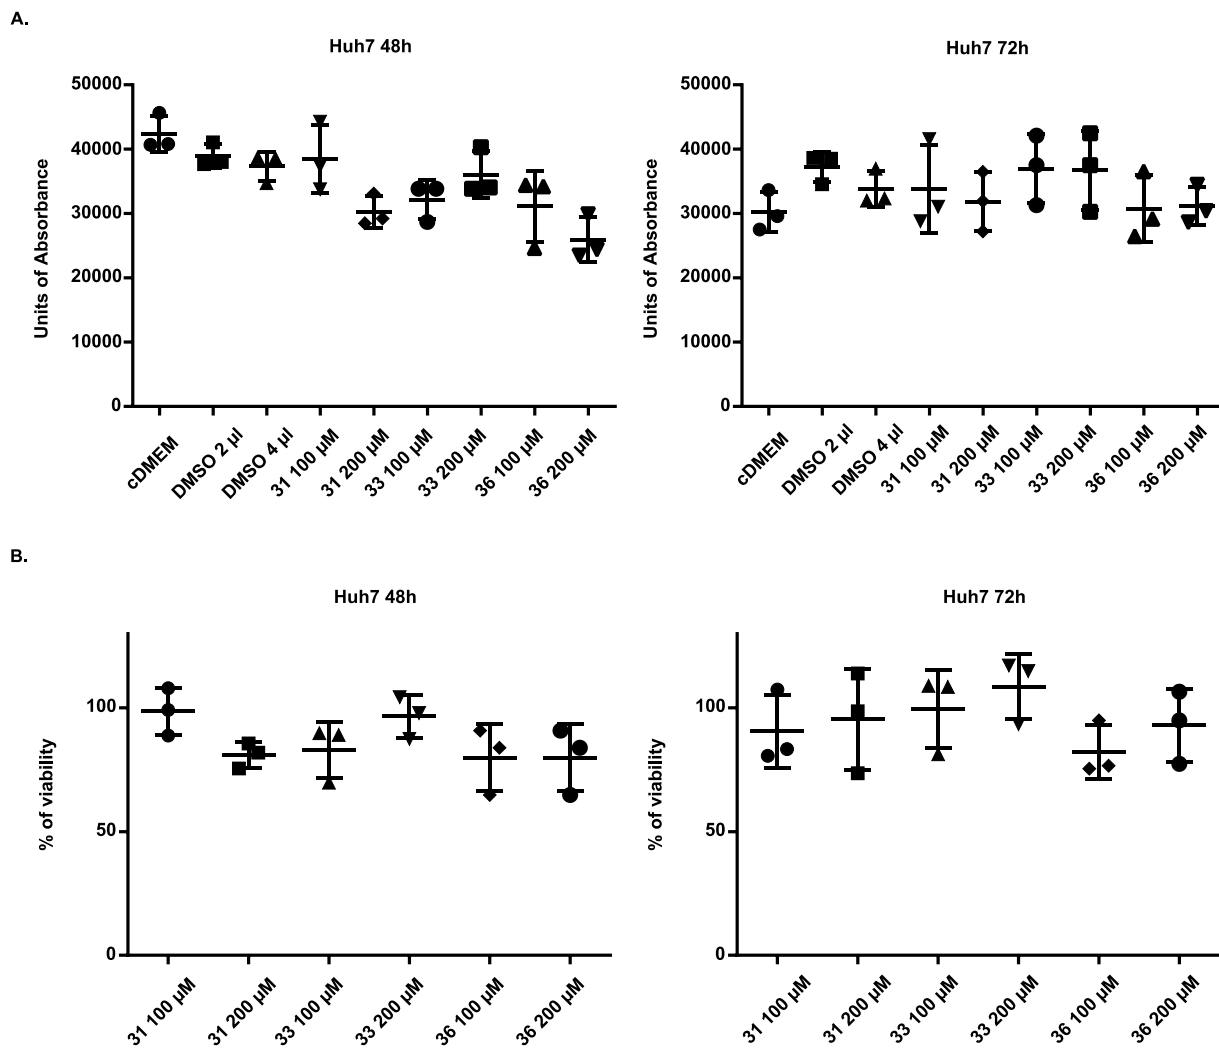 A.
Huh7 48h
Units of Absorbance
50000
40000
30000
20000
10000
0
cDMEM
DMSO 2 µl
DMSO 4 µl
31 100 µM
31 200 µM
33 100 µM
33 200 µM
36 100 µM
36 200 µM
Huh7 72h
Units of Absorbance
50000
40000
30000
20000
10000
0
cDMEM
DMSO 2 µl
DMSO 4 µl
31 100 µM
31 200 µM
33 100 µM
33 200 µM
36 100 µM
36 200 µM
B.
Huh7 48h
% of viability
100
50
0
31 100 µM
31 200 µM
33 100 µM
33 200 µM
36 100 µM
36 200 µM
Huh7 72h
% of viability
100
50
0
31 100 µM
31 200 µM
33 100 µM
33 200 µM
36 100 µM
36 200 µM